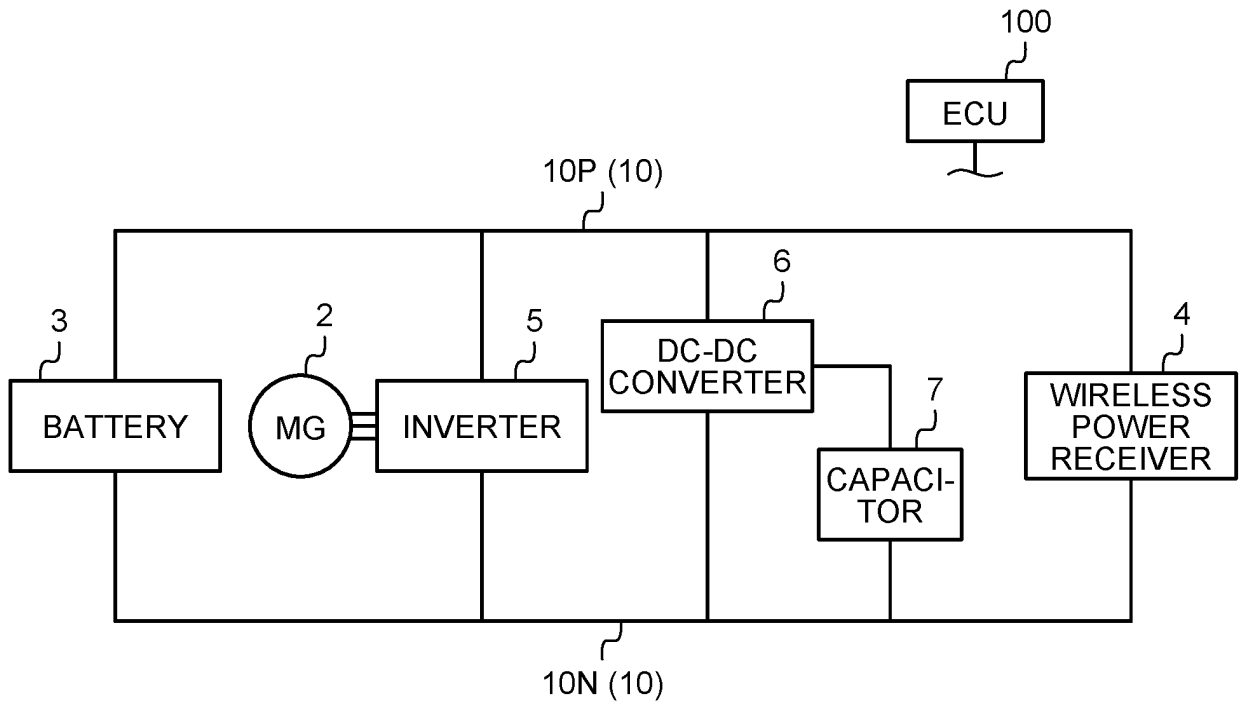 100
ECU
10P (10)
6
3
2
5
4
DC-DC
CONVERTER
7
BATTERY
MG
INVERTER
WIRELESS
POWER
RECEIVER
CAPACI-
TOR
10N (10)